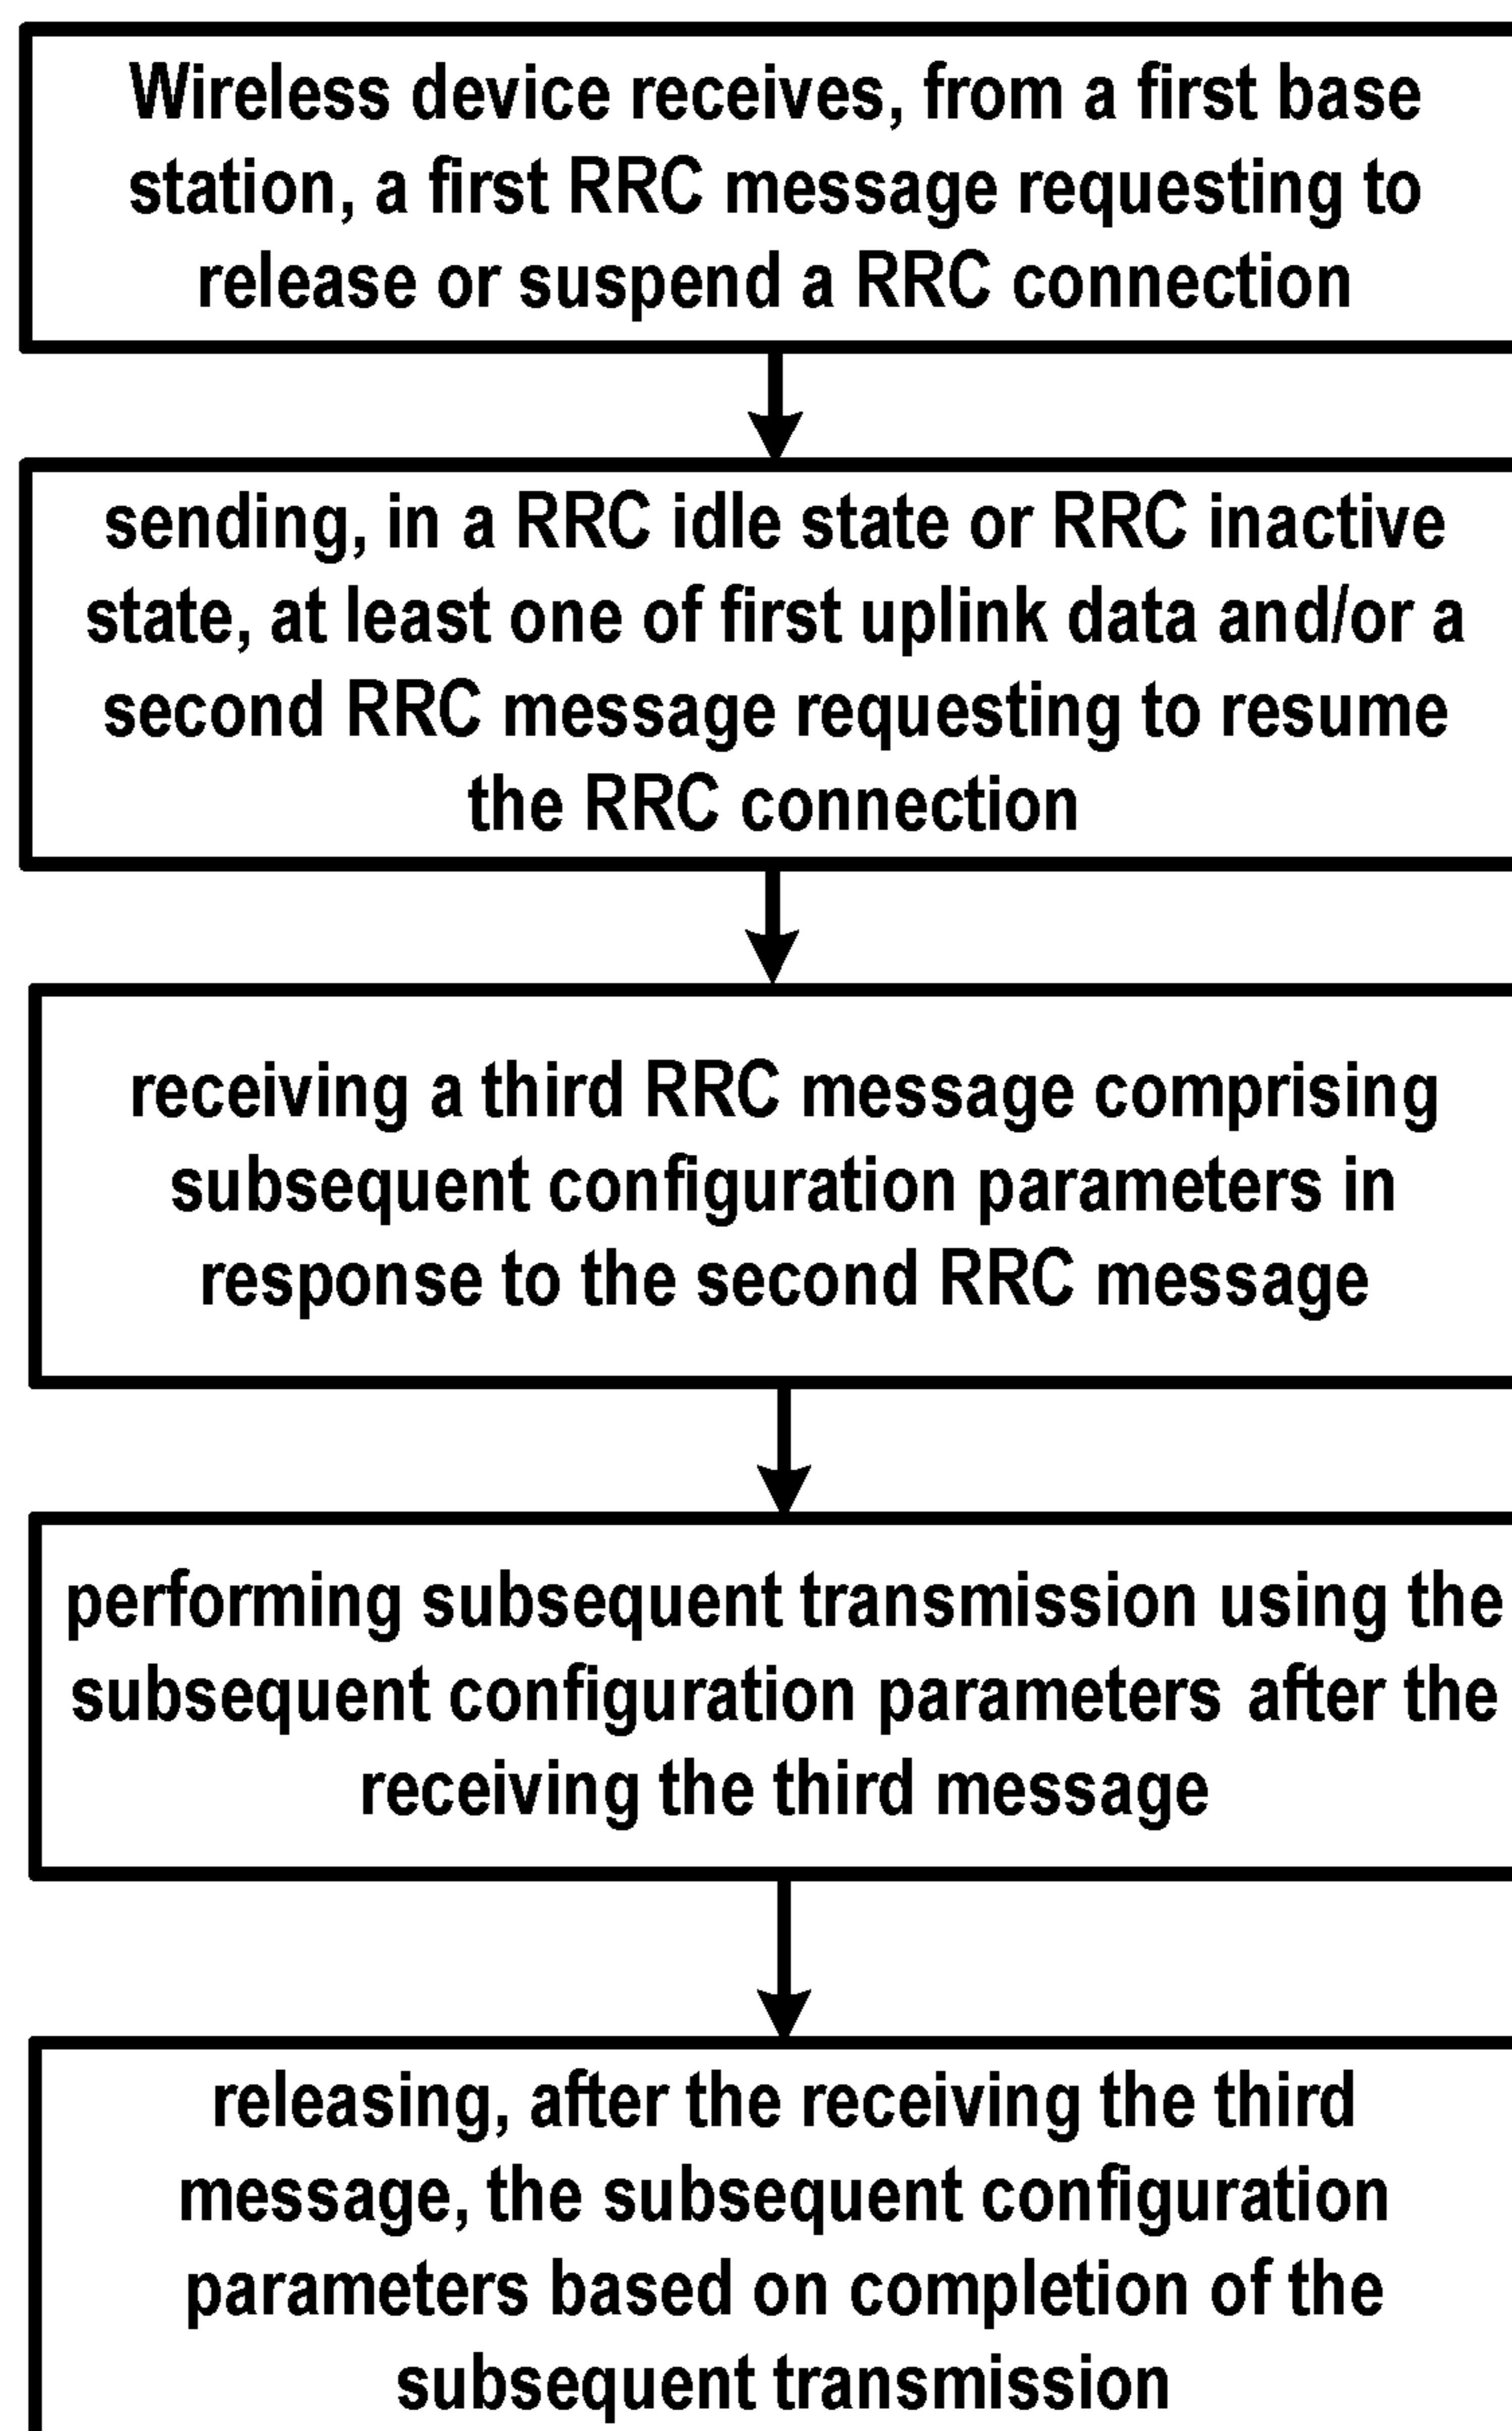 Wireless device receives, from a first base
station, a first RRC message requesting to
release or suspend a RRC connection
sending, in a RRC idle state or RRC inactive
state, at least one of first uplink data and/or a
second RRC message requesting to resume
the RRC connection
receiving a third RRC message comprising
subsequent configuration parameters in
response to the second RRC message
performing subsequent transmission using the
subsequent configuration parameters after the
receiving the third message
releasing, after the receiving the third
message, the subsequent configuration
parameters based on completion of the
subsequent transmission